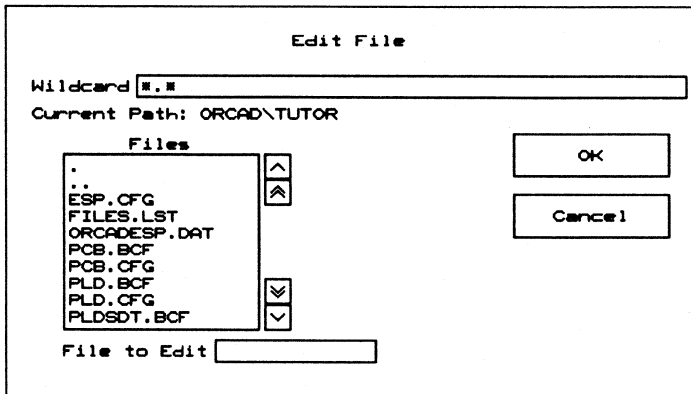 Edit File
Wildcard *.*
Current Path: ORCAD\TUTOR
Files
.
..
ESP.CFG
FILES.LST
ORCADESP.DAT
PCB.BCF
PCB.CFG
PLD.BCF
PLD.CFG
PLDSDT.BCF
OK
Cancel
File to Edit